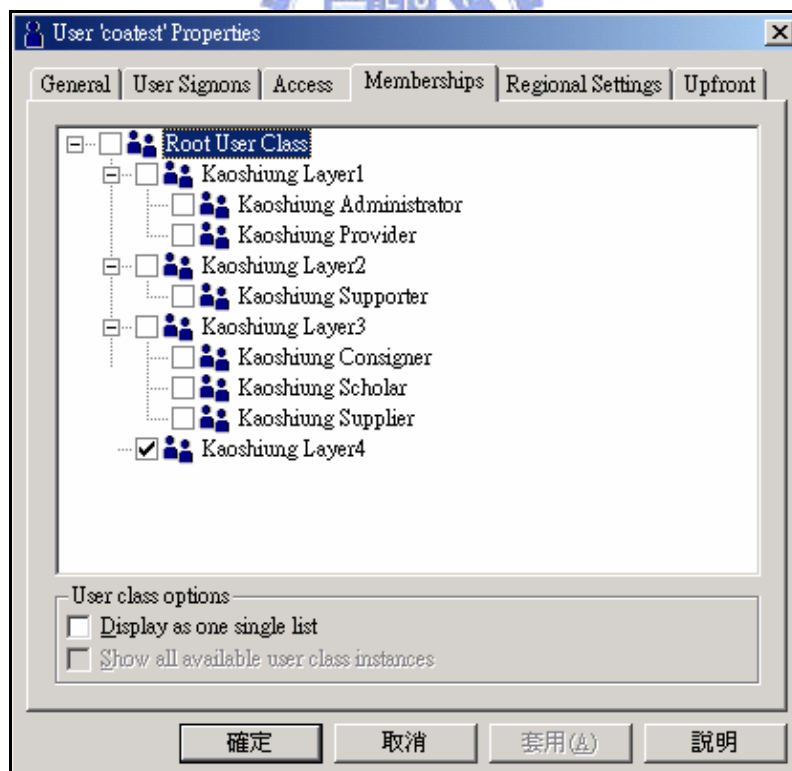 User 'coatest' Properties
General
User Signons
Access
Memberships
Regional Settings
Upfront
Root User Class
Kaoshiung Layer1
Kaoshiung Administrator
Kaoshiung Provider
Kaoshiung Layer2
Kaoshiung Supporter
Kaoshiung Layer3
Kaoshiung Consigner
Kaoshiung Scholar
Kaoshiung Supplier
Kaoshiung Layer4
User class options
Display as one single list
Show all available user class instances
確定
取消
套用(A)
說明